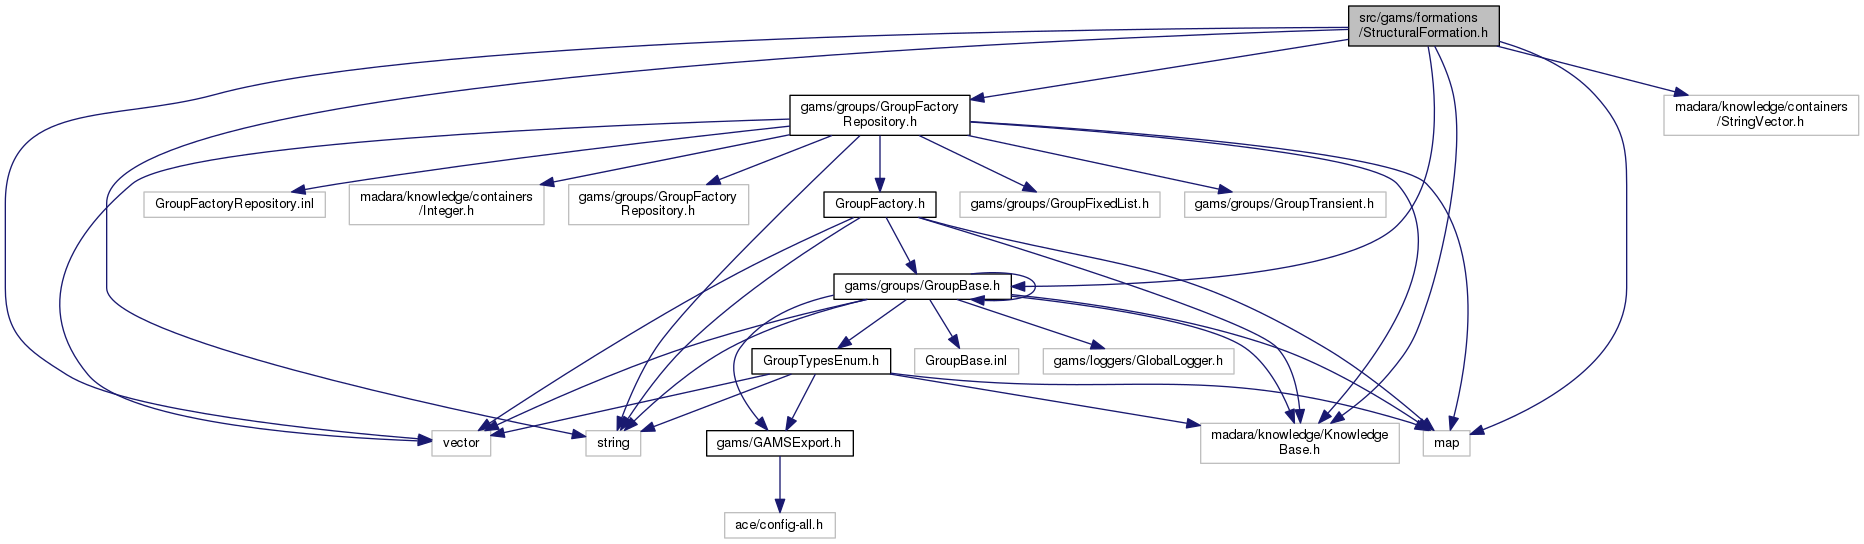 src/gams/formations
/StructuralFormation.h
gams/groups/GroupFactory
Repository.h
madara/knowledge/containers
/StringVector.h
GroupFactoryRepository.inl
madara/knowledge/containers
/Integer.h
gams/groups/GroupFactory
Repository.h
GroupFactory.h
gams/groups/GroupFixedList.h
gams/groups/GroupTransient.h
gams/groups/GroupBase.h
GroupTypesEnum.h
GroupBase.inl
gams/loggers/GlobalLogger.h
vector
string
gams/GAMSExport.h
madara/knowledge/Knowledge
Base.h
map
ace/config-all.h